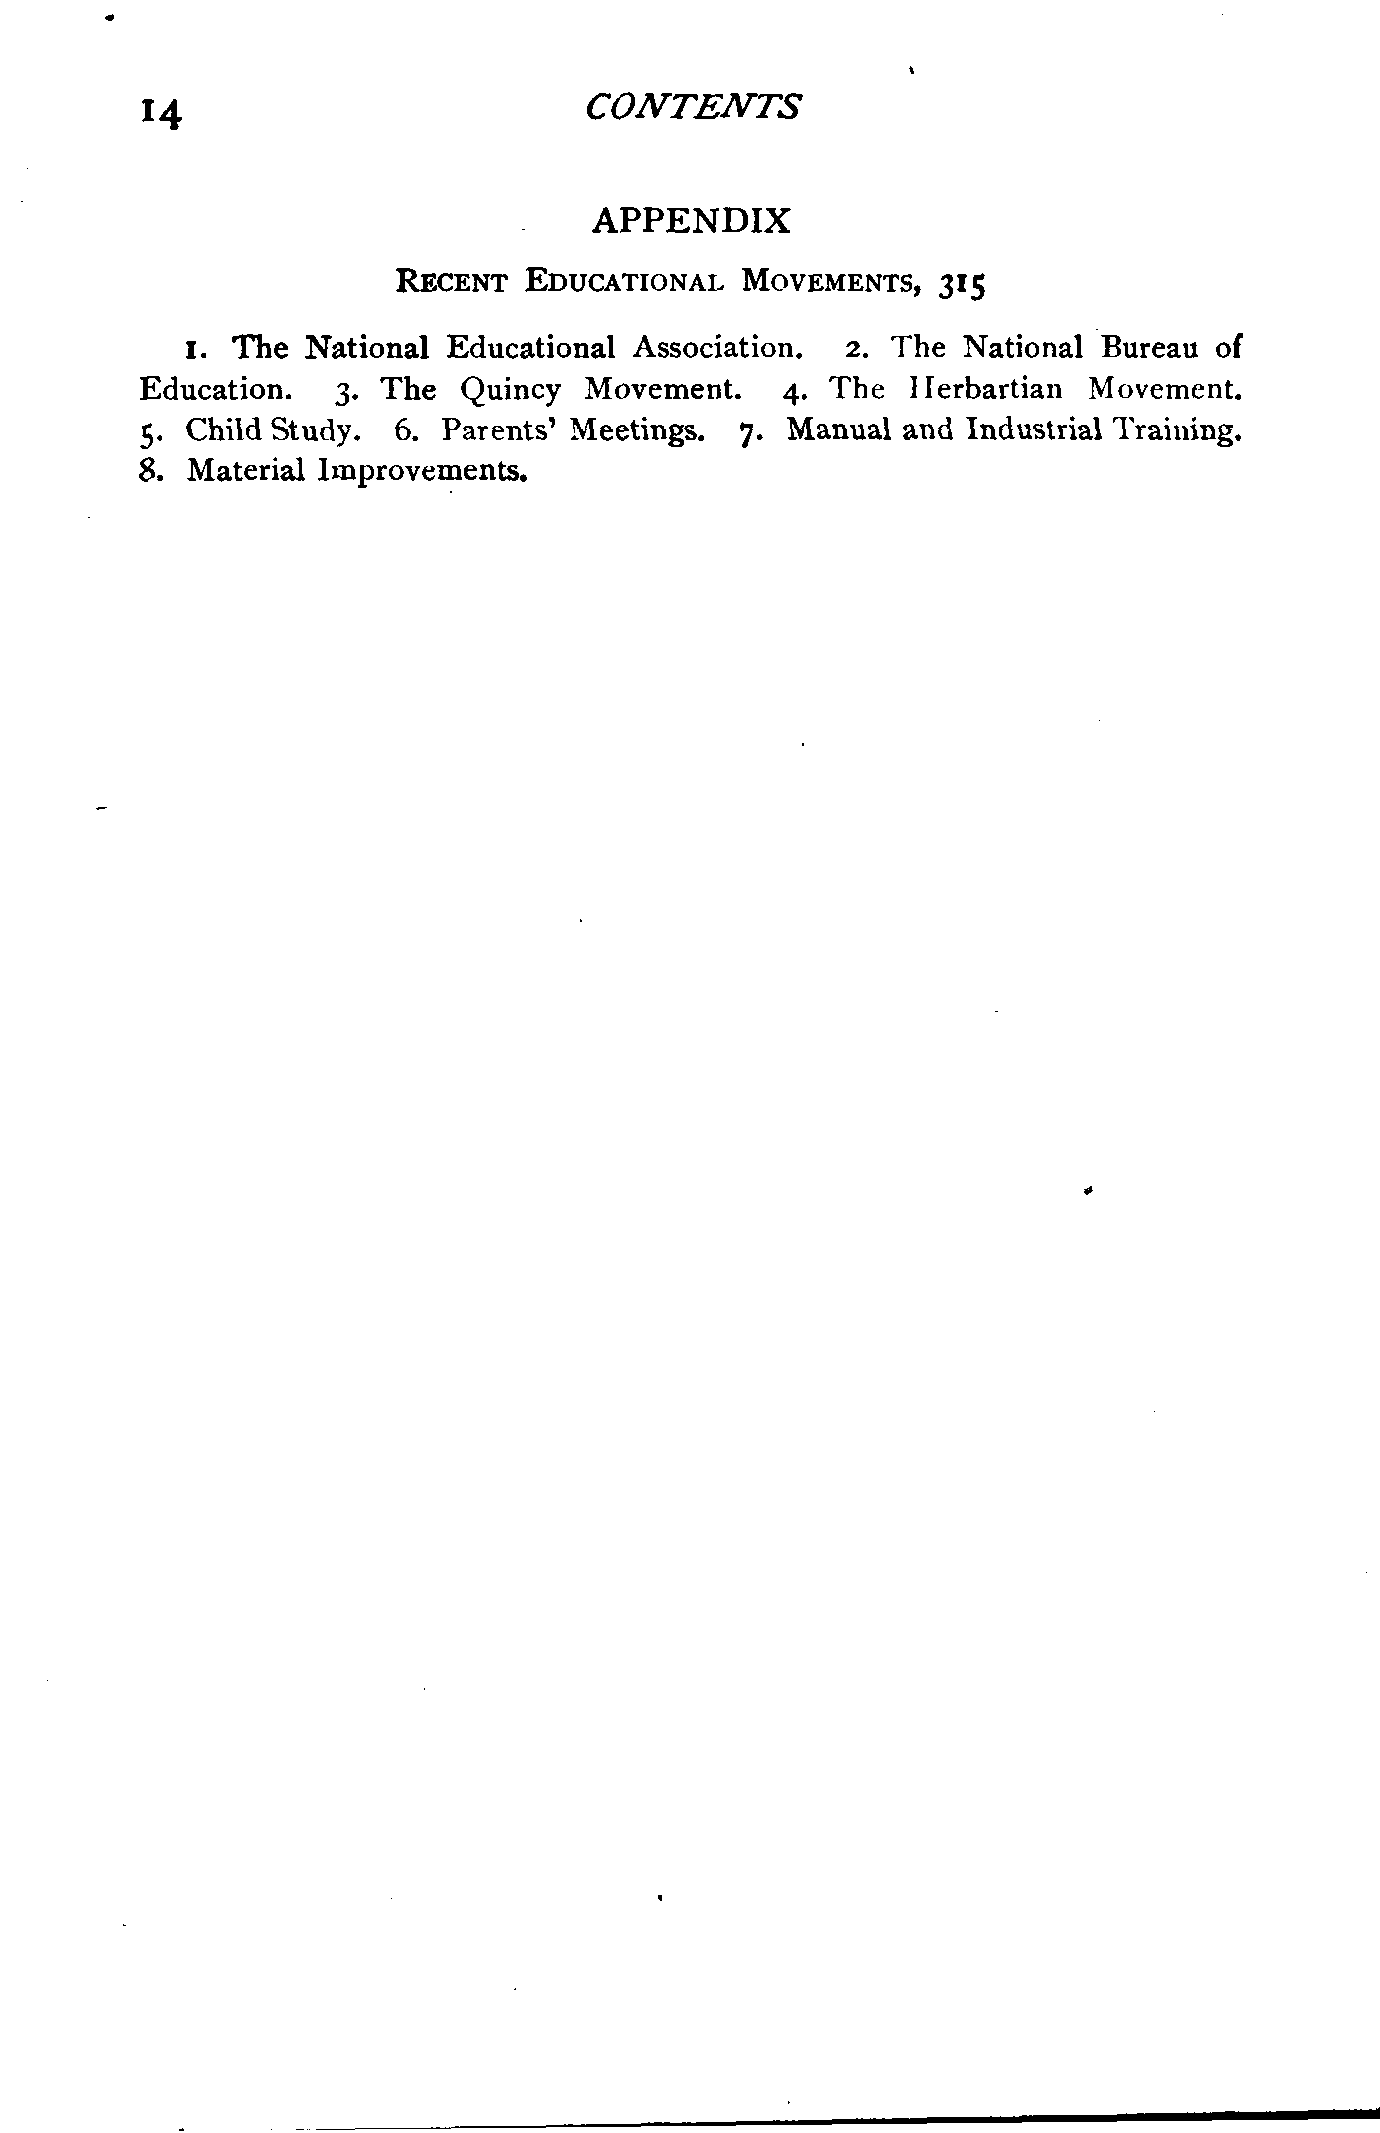 14 CONTENTS
APPENDIX
RECENT EDUCATIONAL MOVEMENTS, 315
1. The National Educational Association. 2. The National Bureau of
Education. 3. The Quincy Movement. 4. The Herbartian Movement.
5. Child Study. 6. Parents' Meetings. 7. Manual and Industrial Training.
8. Material Improvements.